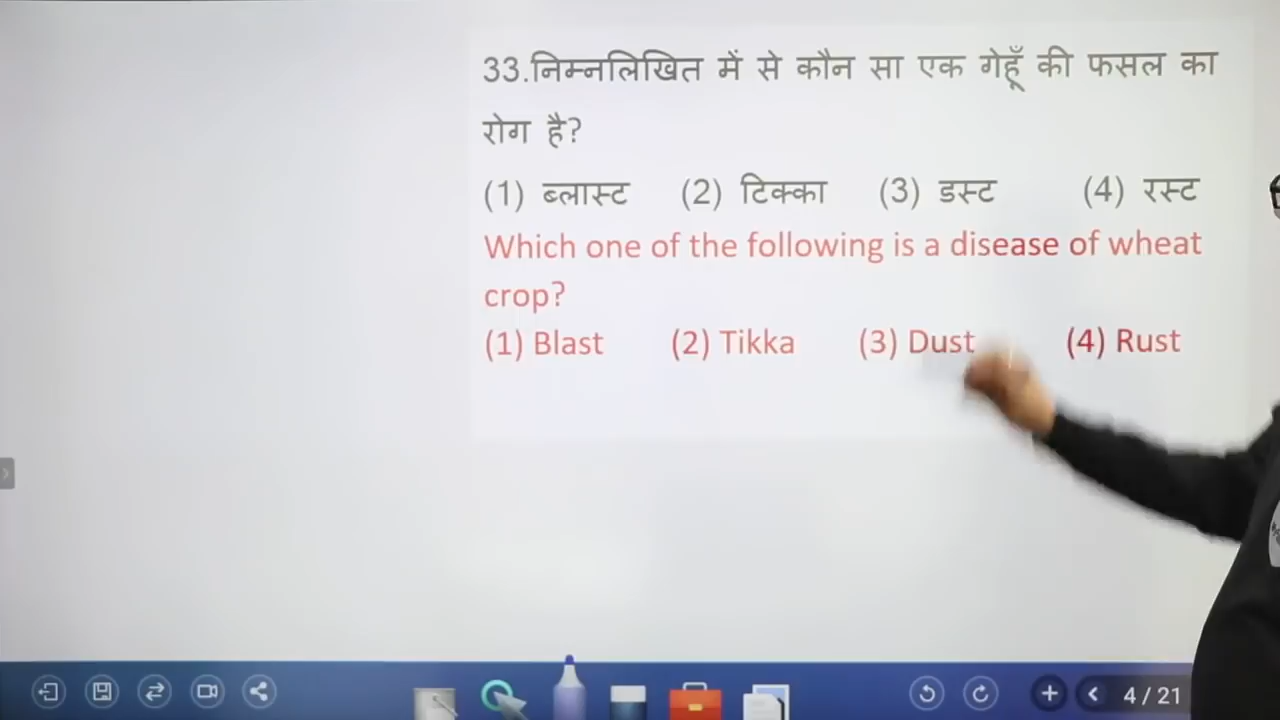 33.निम्नलिखित में से कौन सा एक गेहूँ की फसल का
रोग है?
(1) ब्लास्ट (2) टिक्का (3) डस्ट (4) रस्ट
Which one of the following is a disease of wheat
crop?
(1) Blast (2) Tikka (3) Dust (4) Rust
4 / 21